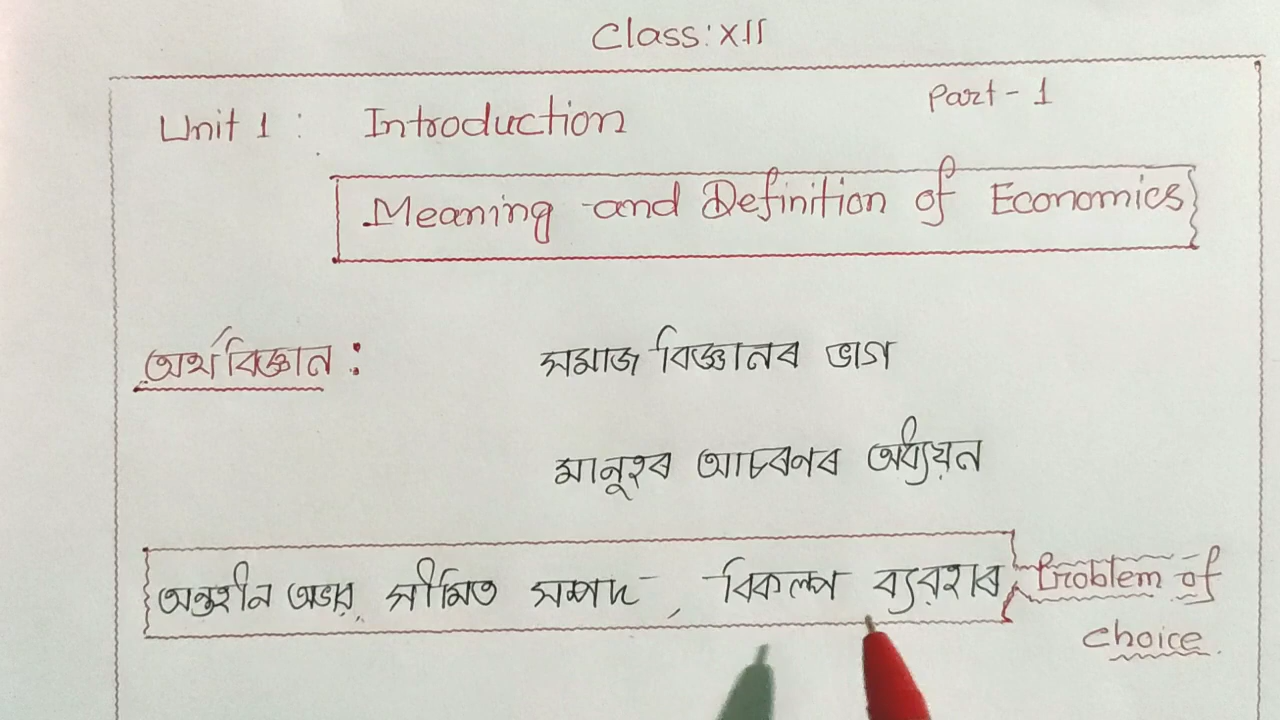 Class: XII
Part - 1
Unit 1 : Introduction
Meaning and Definition of Economics
অৰ্থবিজ্ঞান :
সমাজ বিজ্ঞানৰ ভাগ
মানুহৰ আচৰণৰ অধ্যয়ন
অন্তহীন অভাৱ, সীমিত সম্পদ, বিকল্প ব্যৱহাৰ
Problem of
choice.